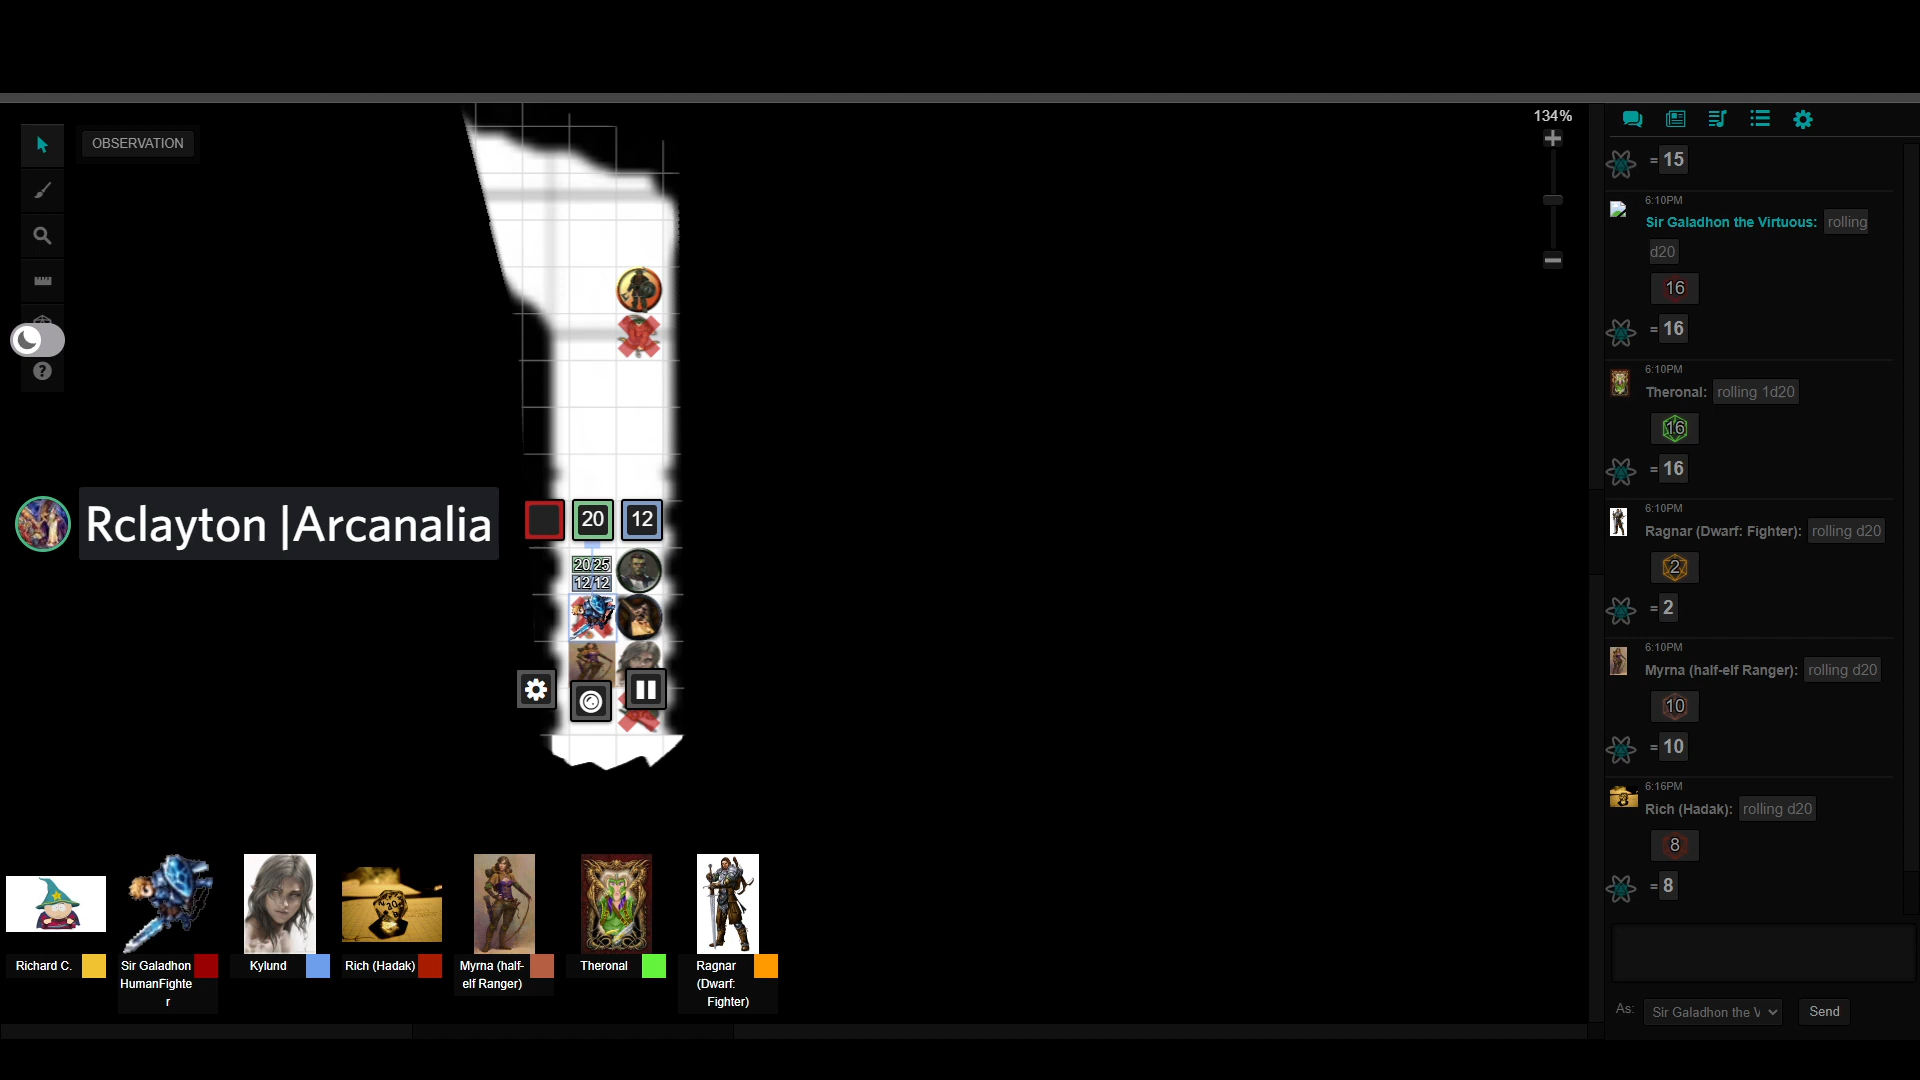 134%
OBSERVATION
= 15
6:10PM
Sir Galadhon the Virtuous: rolling
d20
16
= 16
6:10PM
Theronal: rolling 1d20
16
= 16
6:10PM
Ragnar (Dwarf: Fighter): rolling d20
2
= 2
6:10PM
Myrna (half-elf Ranger): rolling d20
10
= 10
6:16PM
Rich (Hadak): rolling d20
8
= 8
As: Sir Galadhon the V
Send
?
Rclayton |Arcanalia
20 12
20/25
12/12
Richard C.
Sir Galadhon
HumanFighte
r
Kylund
Rich (Hadak)
Myrna (half-
elf Ranger)
Theronal
Ragnar
(Dwarf:
Fighter)